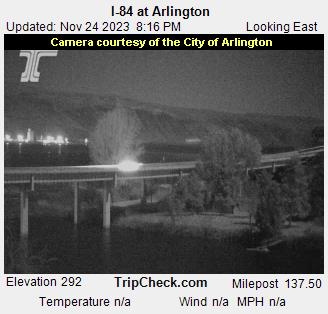 I-84 at Arlington
Updated: Nov 24 2023 8:16 PM Looking East
Camera courtesy of the City of Arlington
Elevation 292 TripCheck.com Milepost 137.50
Temperature n/a Wind n/a MPH n/a